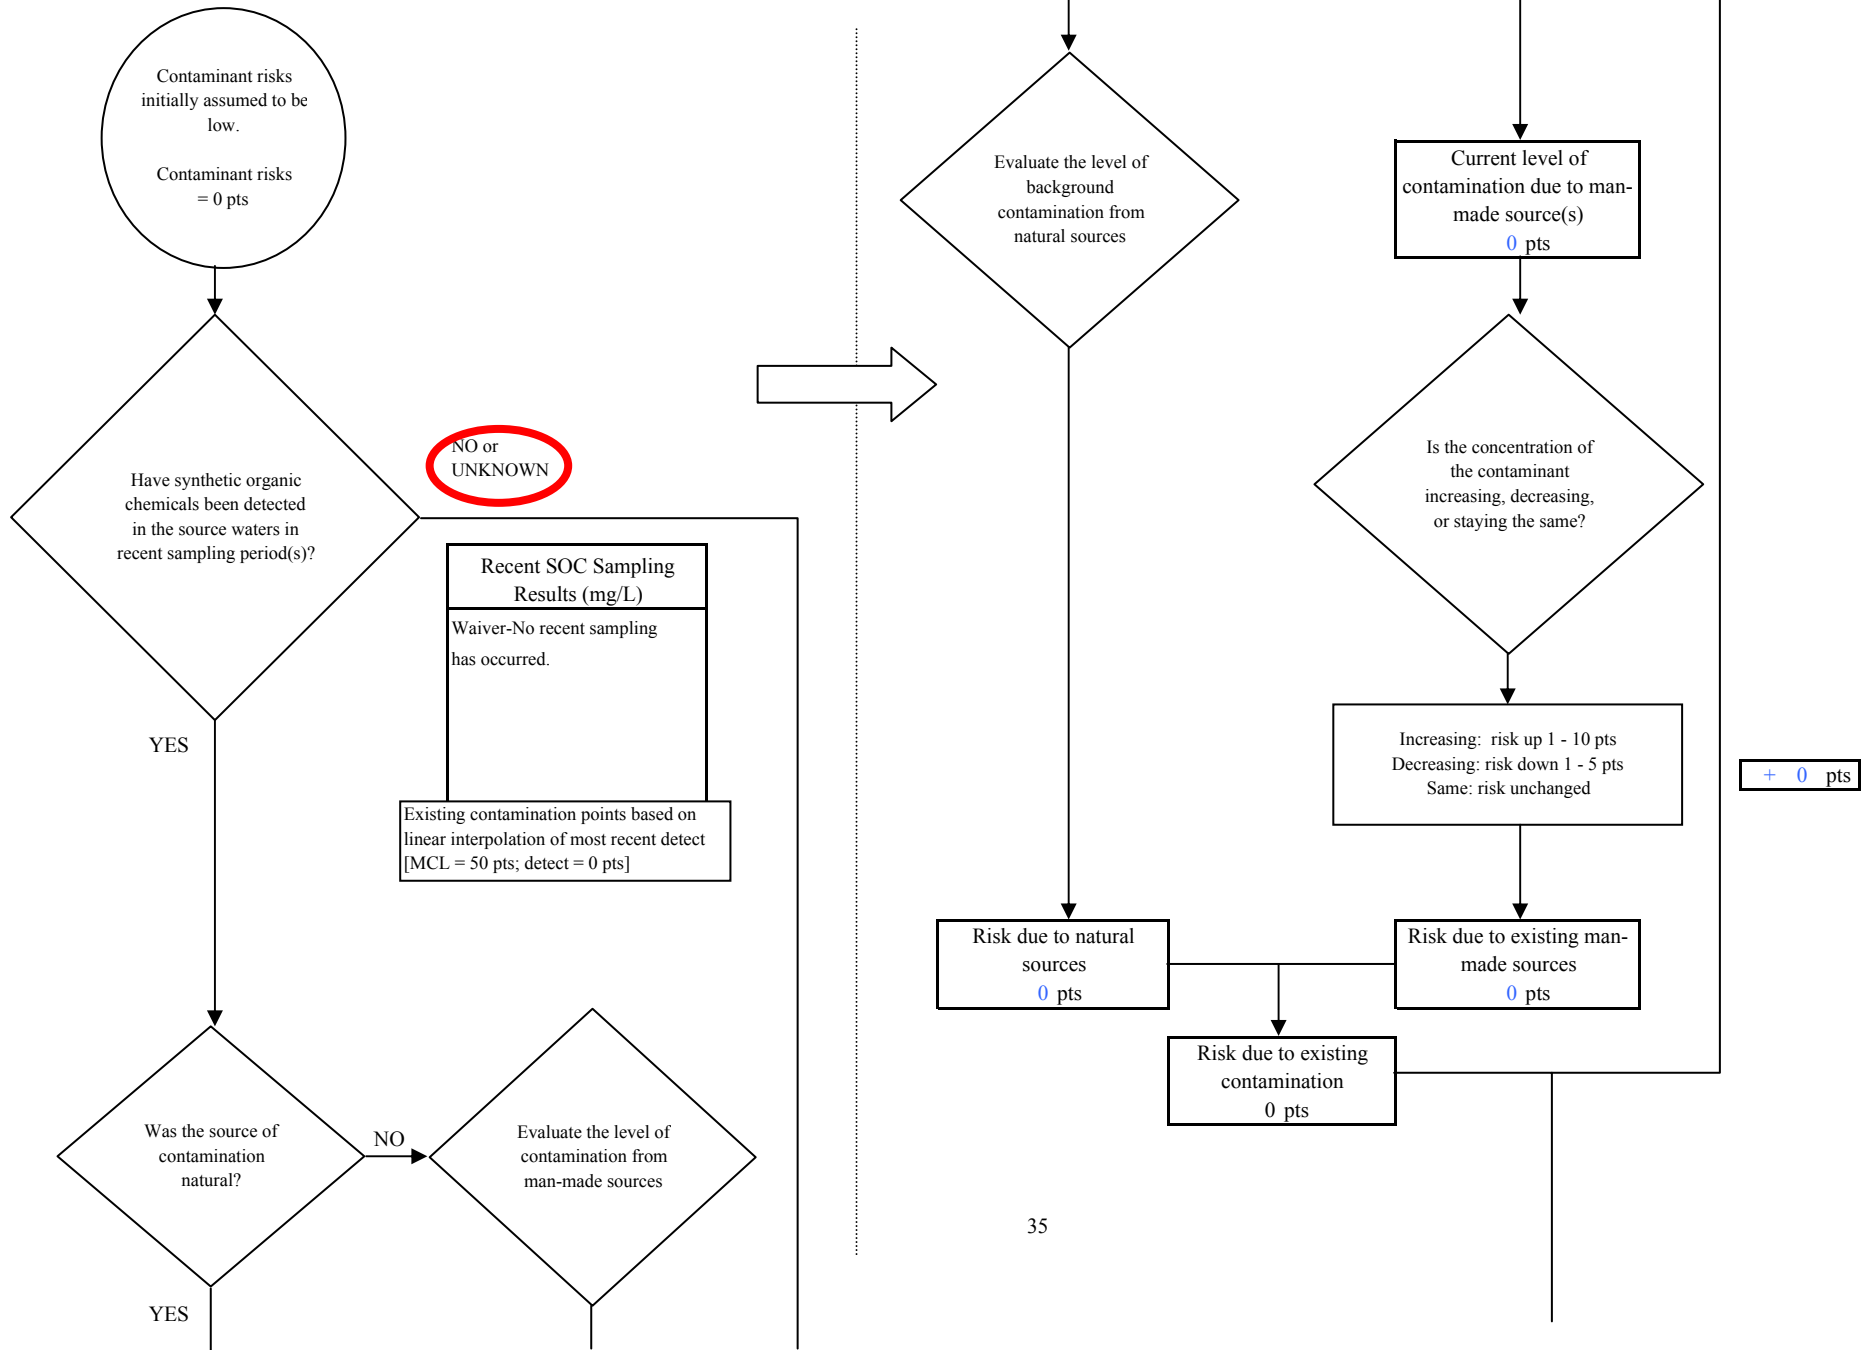 Contaminant risks
initially assumed to be
low.
Contaminant risks
= 0 pts
Have synthetic organic
chemicals been detected
in the source waters in
recent sampling period(s)?
NO or
UNKNOWN
Recent SOC Sampling
Results (mg/L)
Waiver-No recent sampling
has occurred.
YES
Existing contamination points based on
linear interpolation of most recent detect
[MCL = 50 pts; detect = 0 pts]
Was the source of
contamination
natural?
NO
Evaluate the level of
contamination from
man-made sources
YES
Evaluate the level of
background
contamination from
natural sources
Current level of
contamination due to man-
made source(s)
0 pts
Is the concentration of
the contaminant
increasing, decreasing,
or staying the same?
Increasing: risk up 1 - 10 pts
Decreasing: risk down 1 - 5 pts
Same: risk unchanged
+ 0 pts
Risk due to natural
sources
0 pts
Risk due to existing man-
made sources
0 pts
Risk due to existing
contamination
0 pts
35